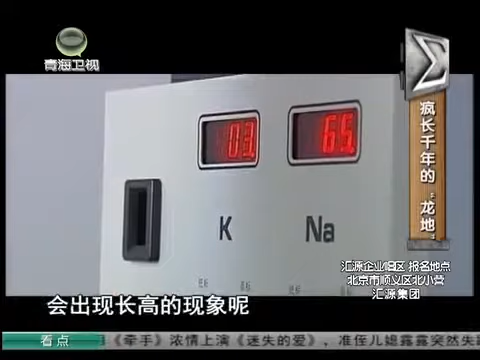 青海卫视
疯长千年的“龙地”
03
65
K
Na
汇源企业唱区 报名地点
北京市顺义区北小营
汇源集团
会出现长高的现象呢
看点
《牵手》浓情上演《迷失的爱》，准侄儿媳露露突然失